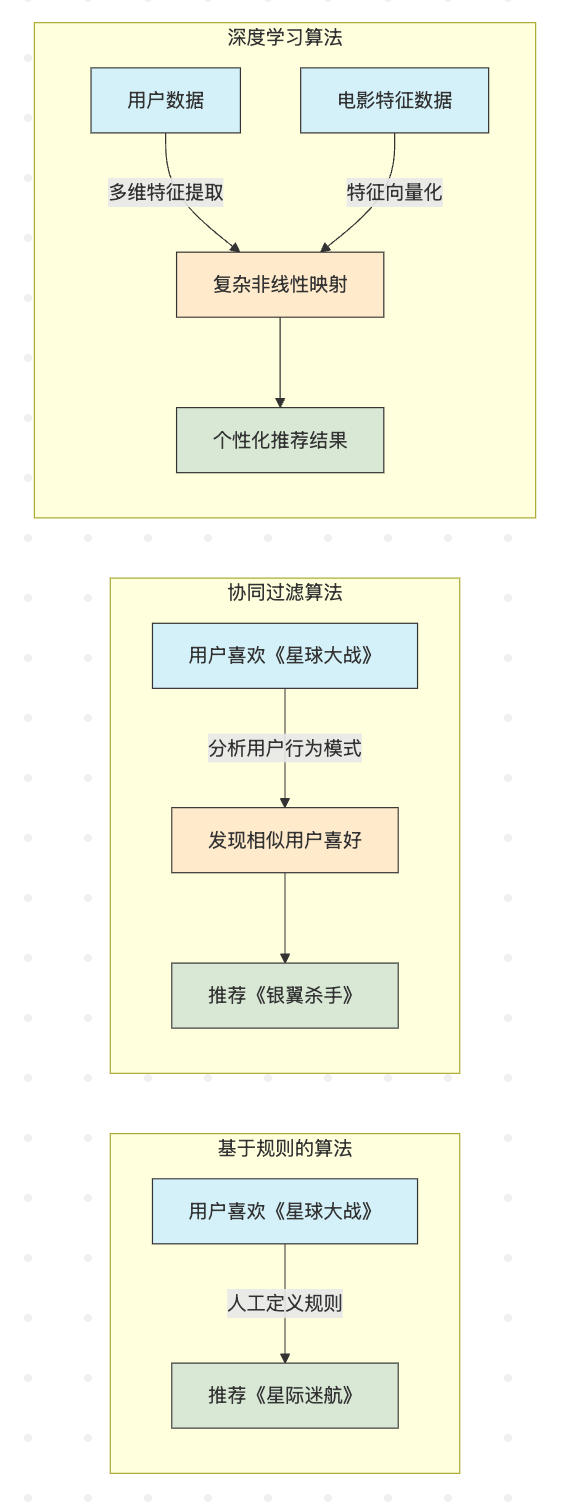 深度学习算法
用户数据
电影特征数据
多维特征提取
特征向量化
复杂非线性映射
个性化推荐结果
协同过滤算法
用户喜欢《星球大战》
分析用户行为模式
发现相似用户喜好
推荐《银翼杀手》
基于规则的算法
用户喜欢《星球大战》
人工定义规则
推荐《星际迷航》